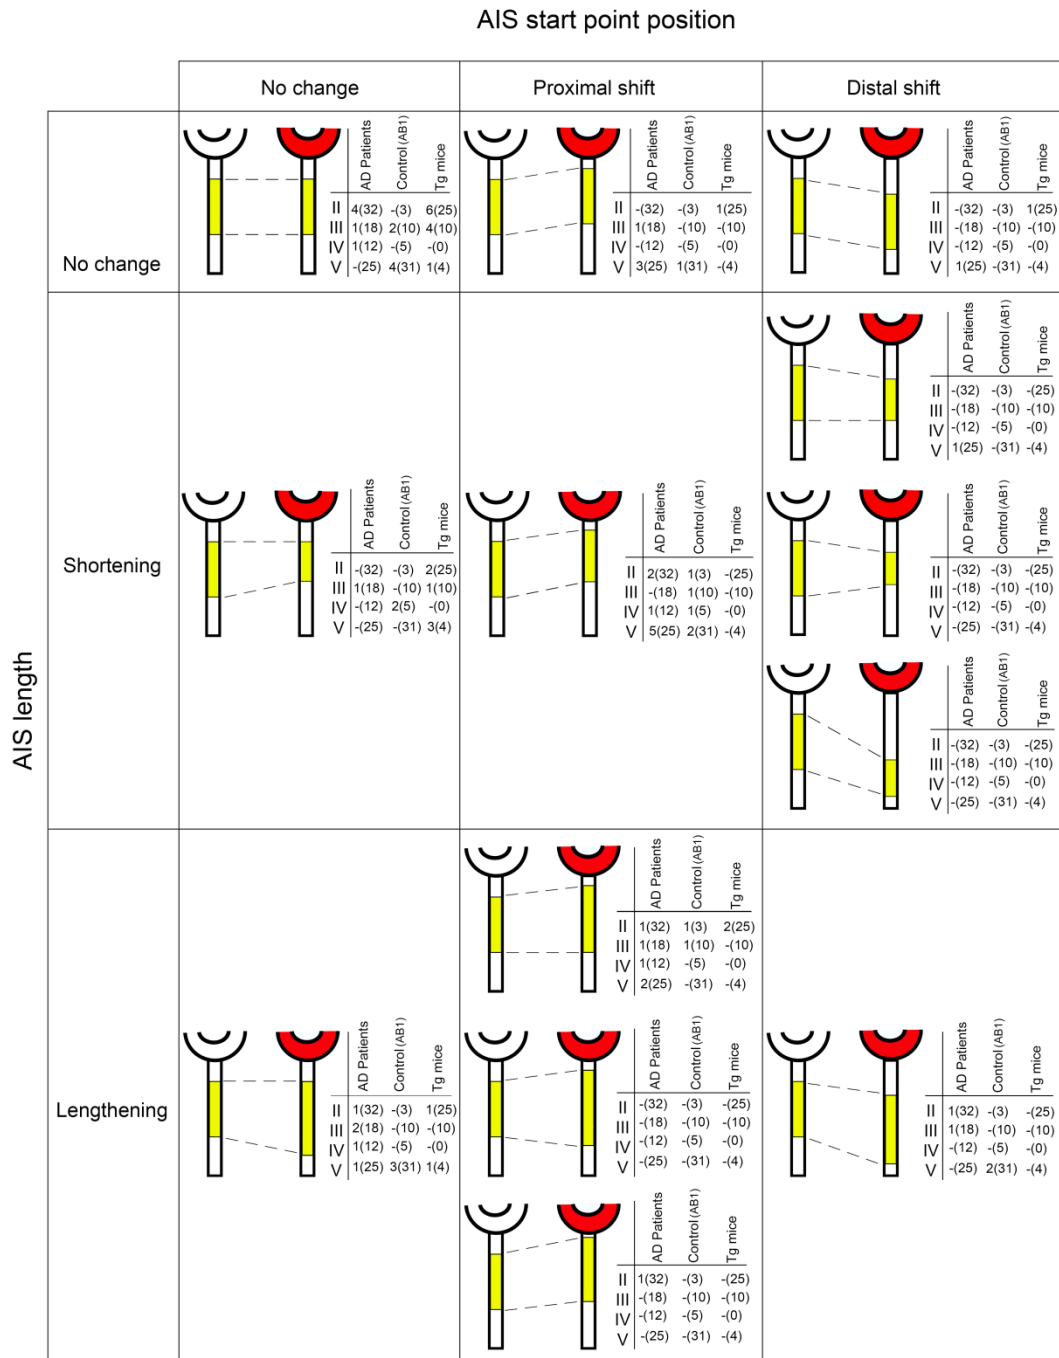 AIS start point position
No change
Proximal shift
Distal shift
AIS length
No change
AD Patients Control (AB1) Tg mice
II 4(32) -(3) 6(25)
III 1(18) 2(10) 4(10)
IV 1(12) -(5) -(0)
V -(25) 4(31) 1(4)
AD Patients Control (AB1) Tg mice
II -(32) -(3) 1(25)
III 1(18) -(10) -(10)
IV -(12) -(5) -(0)
V 3(25) 1(31) -(4)
AD Patients Control (AB1) Tg mice
II -(32) -(3) 1(25)
III -(18) -(10) -(10)
IV -(12) -(5) -(0)
V 1(25) -(31) -(4)
Shortening
AD Patients Control (AB1) Tg mice
II -(32) -(3) 2(25)
III 1(18) -(10) 1(10)
IV -(12) 2(5) -(0)
V -(25) -(31) 3(4)
AD Patients Control (AB1) Tg mice
II 2(32) 1(3) -(25)
III -(18) 1(10) -(10)
IV 1(12) 1(5) -(0)
V 5(25) 2(31) -(4)
AD Patients Control (AB1) Tg mice
II -(32) -(3) -(25)
III -(18) -(10) -(10)
IV -(12) -(5) -(0)
V 1(25) -(31) -(4)
AD Patients Control (AB1) Tg mice
II -(32) -(3) -(25)
III -(18) -(10) -(10)
IV -(12) -(5) -(0)
V -(25) -(31) -(4)
AD Patients Control (AB1) Tg mice
II -(32) -(3) -(25)
III -(18) -(10) -(10)
IV -(12) -(5) -(0)
V -(25) -(31) -(4)
Lengthening
AD Patients Control (AB1) Tg mice
II 1(32) -(3) 1(25)
III 2(18) -(10) -(10)
IV 1(12) -(5) -(0)
V 1(25) 3(31) 1(4)
AD Patients Control (AB1) Tg mice
II 1(32) 1(3) 2(25)
III 1(18) 1(10) -(10)
IV 1(12) -(5) -(0)
V 2(25) -(31) -(4)
AD Patients Control (AB1) Tg mice
II -(32) -(3) -(25)
III -(18) -(10) -(10)
IV -(12) -(5) -(0)
V -(25) -(31) -(4)
AD Patients Control (AB1) Tg mice
II 1(32) -(3) -(25)
III -(18) -(10) -(10)
IV -(12) -(5) -(0)
V -(25) -(31) -(4)
AD Patients Control (AB1) Tg mice
II 1(32) -(3) -(25)
III 1(18) -(10) -(10)
IV -(12) -(5) -(0)
V -(25) 2(31) -(4)